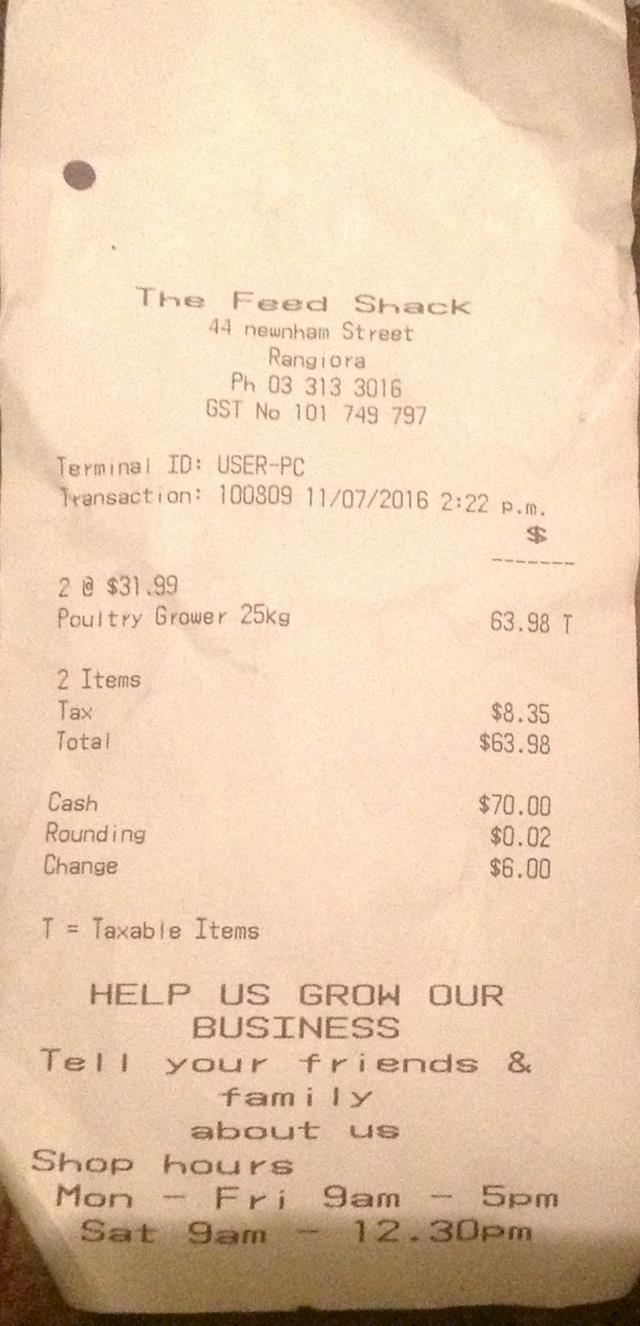 The Feed Shack
44 newnham Street
Rangiora
Ph 03 313 3016
GST No 101 749 797
Terminal ID: USER-PC
Transaction: 100809 11/07/2016 2:22 p.m.
$
-------
2 @ $31.99
Poultry Grower 25kg 63.98 T
2 Items
Tax $8.35
Total $63.98
Cash $70.00
Rounding $0.02
Change $6.00
T = Taxable Items
HELP US GROW OUR
BUSINESS
Tell your friends &
family
about us
Shop hours
Mon - Fri 9am - 5pm
Sat 9am - 12.30pm